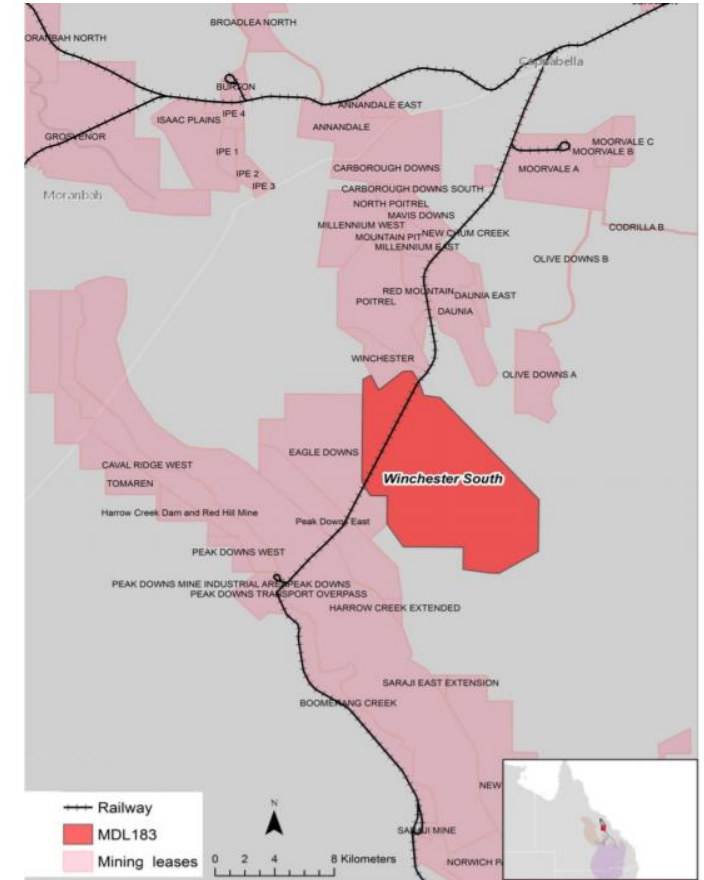 BROADLEA NORTH
ORANBAH NORTH
Coppabella
BURTON
ANNANDALE EAST
IPE 4
ISAAC PLAINS
ANNANDALE
GROSVENOR
MOORVALE C
IPE 1
MOORVALE B
CARBOROUGH DOWNS
MOORVALE A
IPE 2
IPE 3
CARBOROUGH DOWNS SOUTH
Moranbah
NORTH POITREL
MAVIS DOWNS
MILLENNIUM WEST
CODRILLA B
MOUNTAIN PIT
NEW CHUM CREEK
MILLENNIUM EAST
OLIVE DOWNS B
RED MOUNTAIN
DAUNIA EAST
POITREL
DAUNIA
WINCHESTER
OLIVE DOWNS A
EAGLE DOWNS
CAVAL RIDGE WEST
Winchester South
TOMAREN
Harrow Creek Dam and Red Hill Mine
Peak Downs East
PEAK DOWNS WEST
PEAK DOWNS MINE INDUSTRIAL AREA
PEAK DOWNS
PEAK DOWNS TRANSPORT OVERPASS
HARROW CREEK EXTENDED
SARAJI EAST EXTENSION
BOOMERANG CREEK
NEW
SARAJI MINE
NORWICH P
Railway
MDL183
Mining leases
N
0 2 4 8 Kilometers